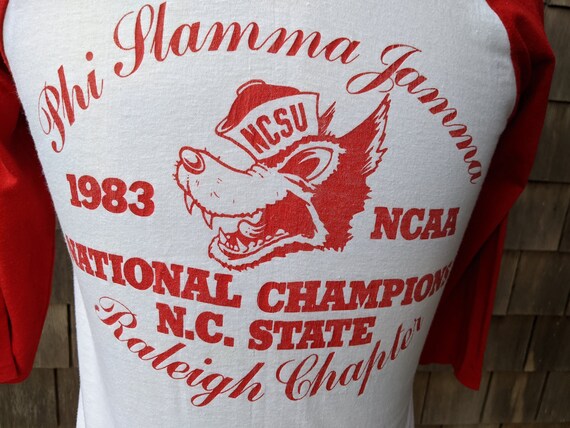 Phi Slamma Jamma
NCSU
1983 NCAA
NATIONAL CHAMPIONS
N.C. STATE
Raleigh Chapter